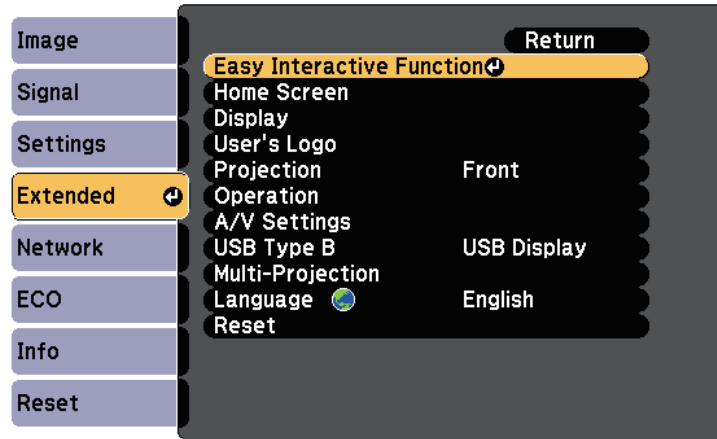 Image
Signal
Settings
Extended
Network
ECO
Info
Reset
Return
Easy Interactive Function
Home Screen
Display
User's Logo
Projection Front
Operation
A/V Settings
USB Type B USB Display
Multi-Projection
Language English
Reset